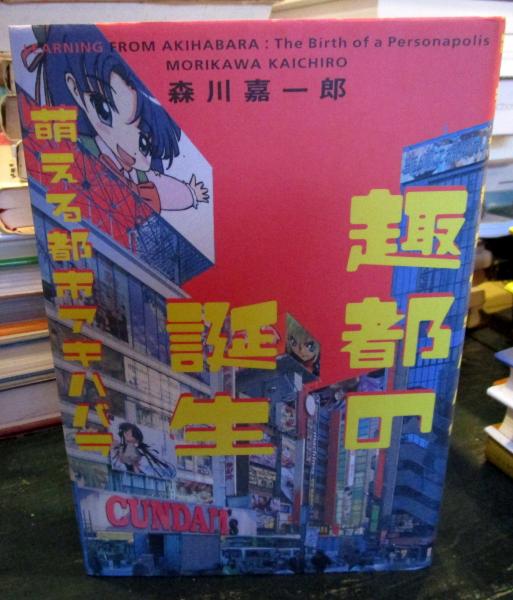 LEARNING FROM AKIHABARA : The Birth of a Personapolis
MORIKAWA KAICHIRO
森川嘉一郎
趣都の
誕生
萌える都市アキハバラ